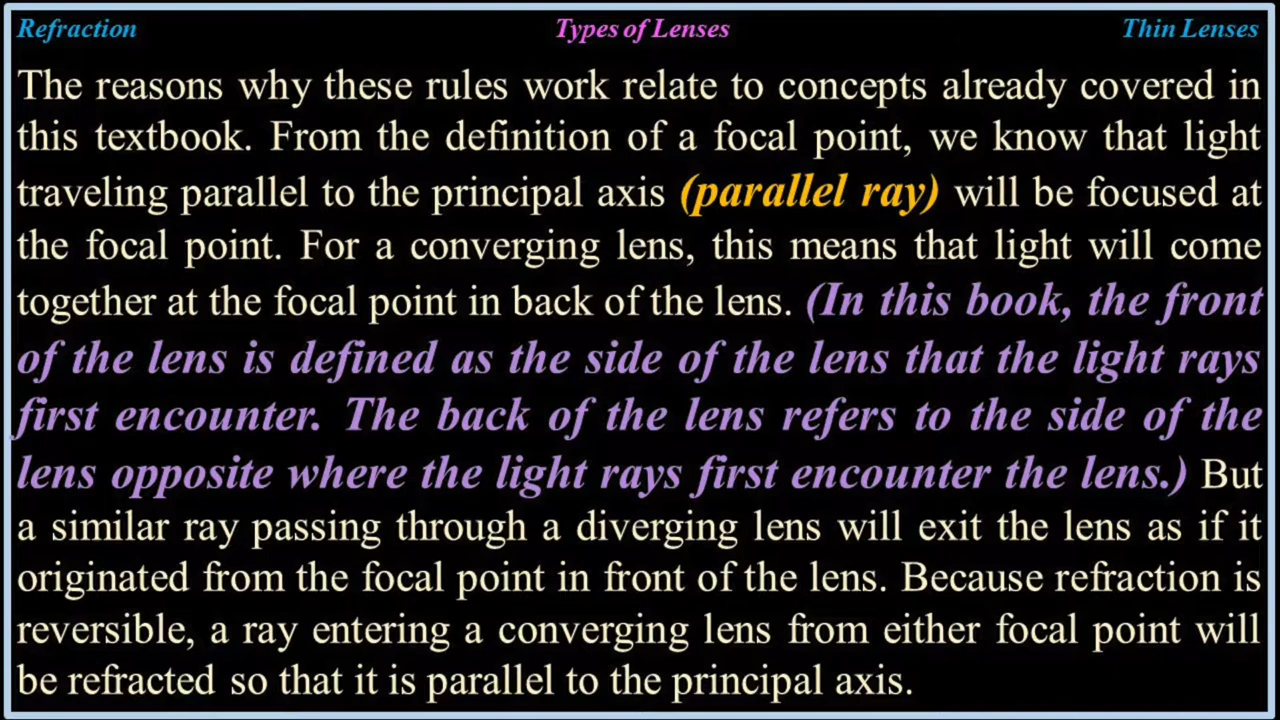 Refraction Types of Lenses Thin Lenses
The reasons why these rules work relate to concepts already covered in
this textbook. From the definition of a focal point, we know that light
traveling parallel to the principal axis (parallel ray) will be focused at
the focal point. For a converging lens, this means that light will come
together at the focal point in back of the lens. (In this book, the front
of the lens is defined as the side of the lens that the light rays
first encounter. The back of the lens refers to the side of the
lens opposite where the light rays first encounter the lens.) But
a similar ray passing through a diverging lens will exit the lens as if it
originated from the focal point in front of the lens. Because refraction is
reversible, a ray entering a converging lens from either focal point will
be refracted so that it is parallel to the principal axis.